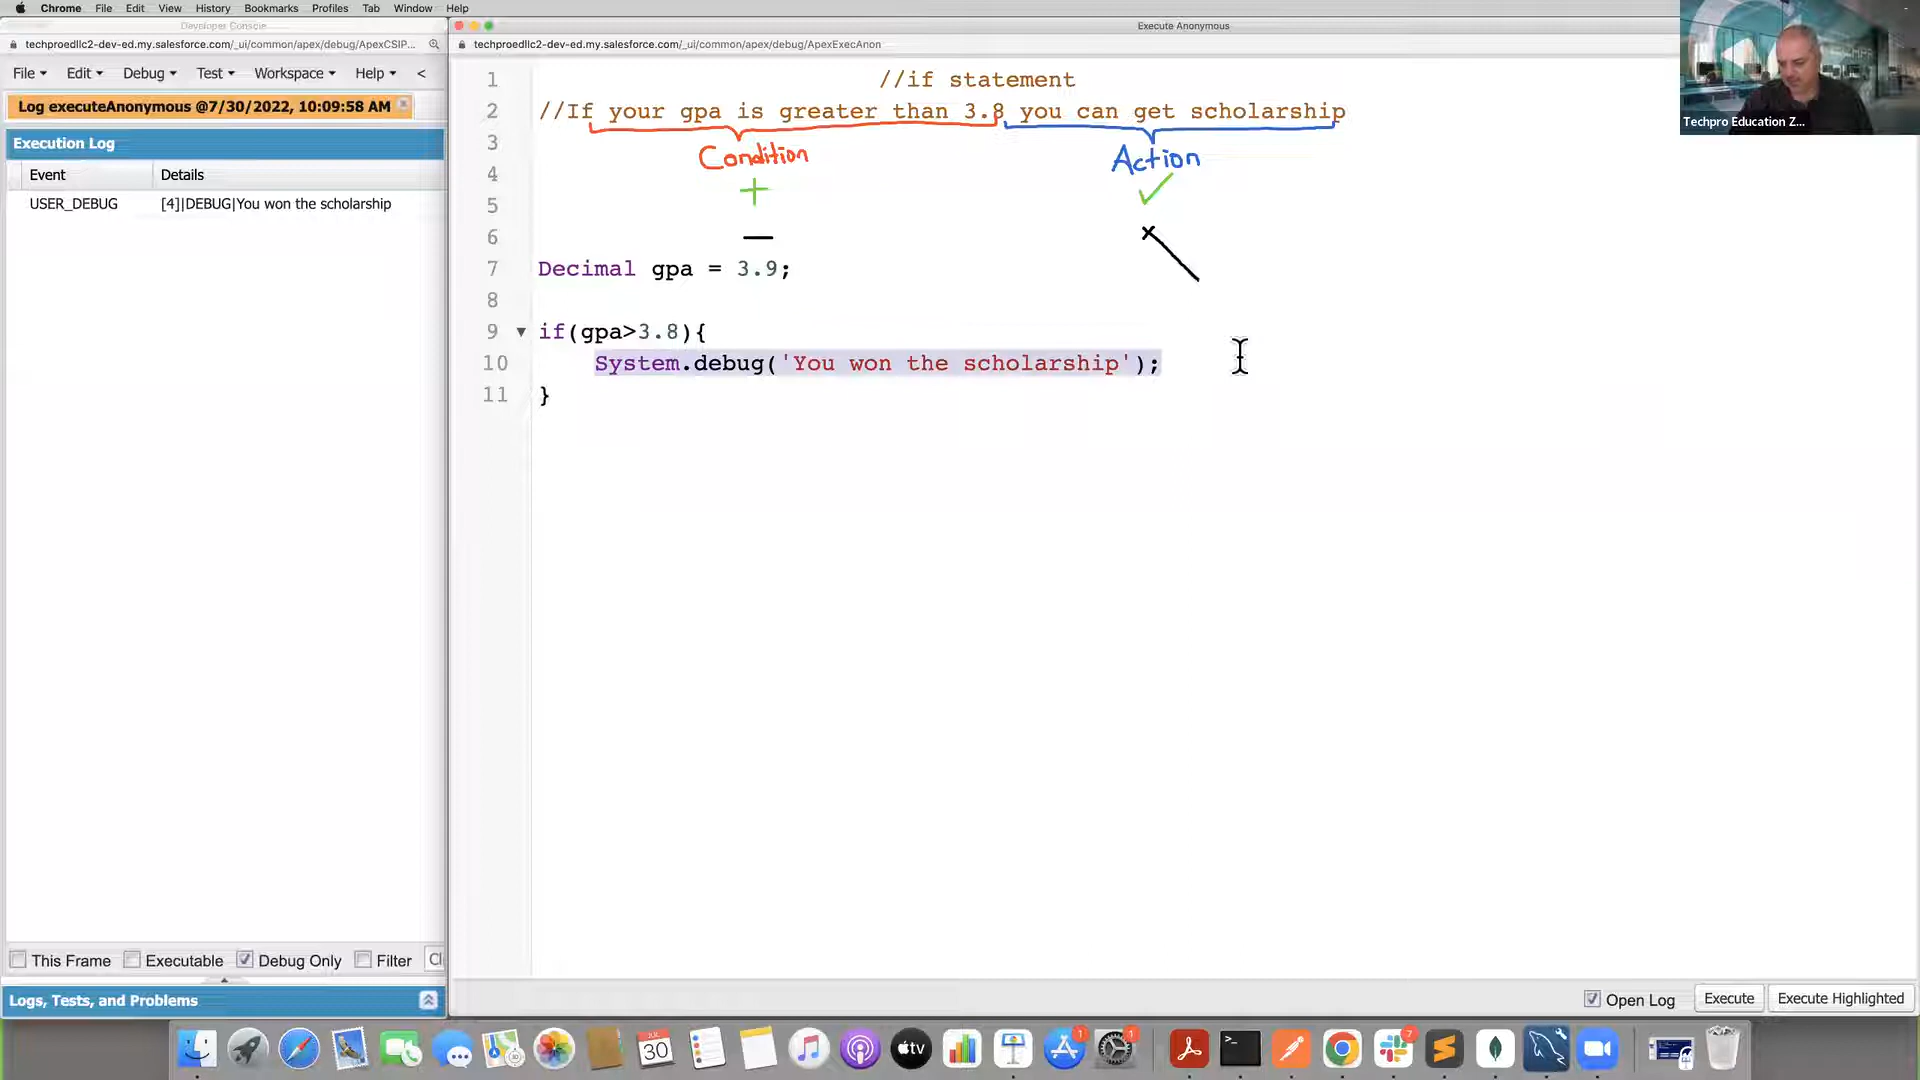 Chrome File Edit View History Bookmarks Profiles Tab Window Help
Developer Console
techproedllc2-dev-ed.my.salesforce.com/_ui/common/apex/debug/ApexCSIP...
File Edit Debug Test Workspace Help <
Log executeAnonymous @7/30/2022, 10:09:58 AM
Execution Log
Event Details
USER_DEBUG [4]|DEBUG|You won the scholarship
This Frame Executable Debug Only Filter Cl
Logs, Tests, and Problems
Execute Anonymous
techproedllc2-dev-ed.my.salesforce.com/_ui/common/apex/debug/ApexExecAnon
1 //if statement
2 //If your gpa is greater than 3.8 you can get scholarship
3
Condition Action
4
5
6
7 Decimal gpa = 3.9;
8
9 if(gpa>3.8){
10 System.debug('You won the scholarship');
11 }
Open Log Execute Execute Highlighted
Techpro Education Z...
JUL
30
tv
1
1
7